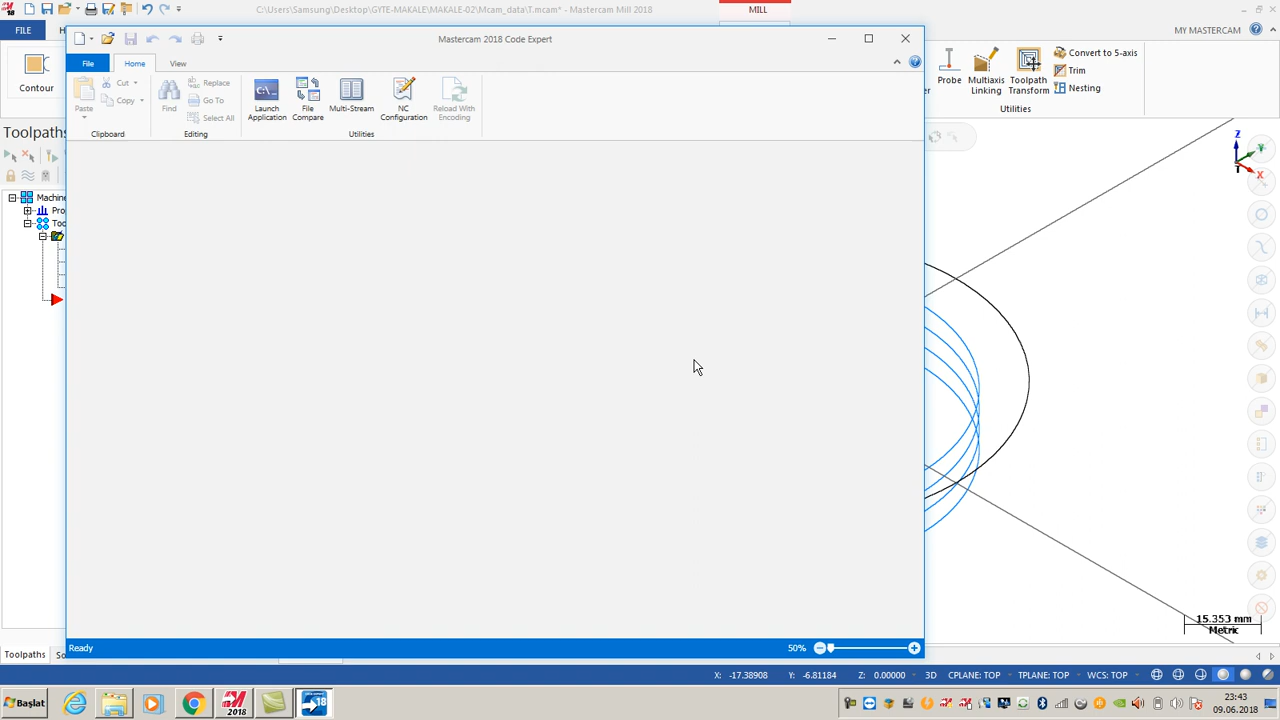 C:\Users\Samsung\Desktop\GYTE-MAKALE\MAKALE-02\Mcam_data\T.mcam* - Mastercam Mill 2018
MILL
FILE
MY MASTERCAM
Mastercam 2018 Code Expert
File
Home
View
Contour
Paste
Cut
Copy
Clipboard
Find
Replace
Go To
Select All
Editing
Launch Application
File Compare
Multi-Stream
NC Configuration
Reload With Encoding
Utilities
Probe
Multiaxis Linking
Toolpath Transform
Convert to 5-axis
Trim
Nesting
Utilities
Toolpaths
Machine
Pro
Too
Z
Y
X
T
15.353 mm
Metric
Ready
50%
Toolpaths
So
X: -17.38908
Y: -6.81184
Z: 0.00000
3D
CPLANE: TOP
TPLANE: TOP
WCS: TOP
Başlat
2018
18
23:43
09.06.2018